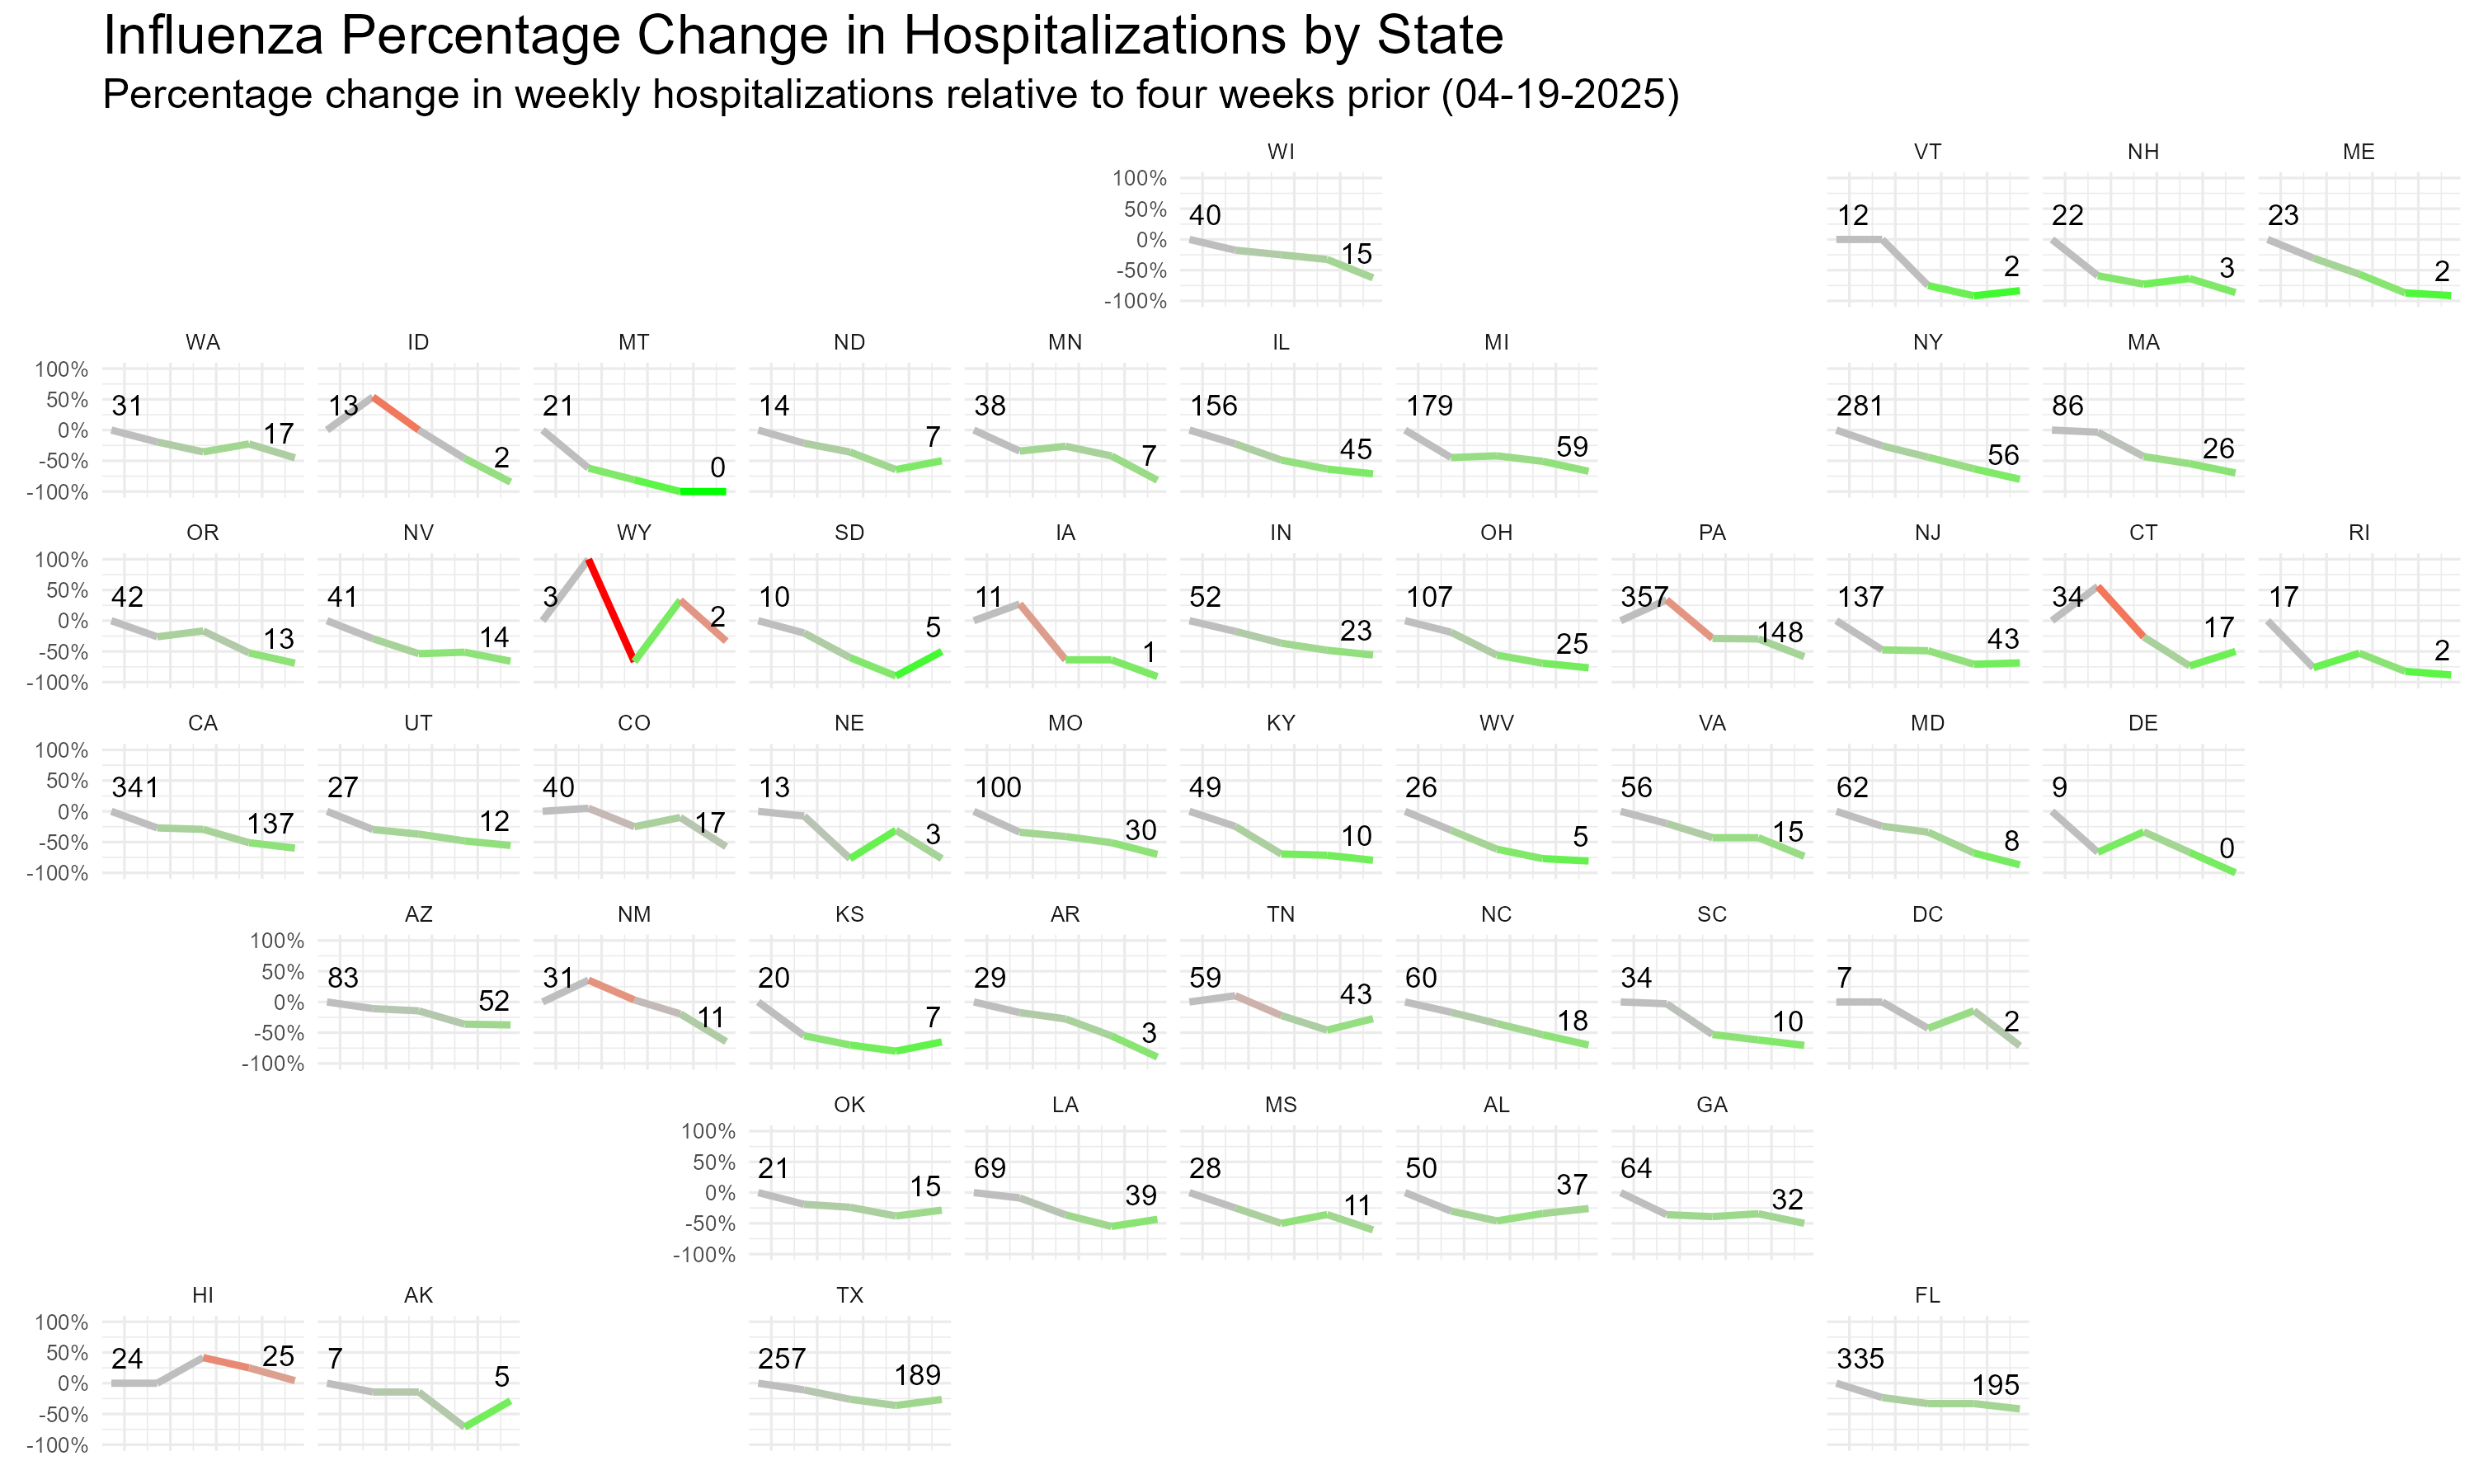 Influenza Percentage Change in Hospitalizations by State
Percentage change in weekly hospitalizations relative to four weeks prior (04-19-2025)
WI VT NH ME
100%
50%
0%
-50%
-100%
40 15 12 2 22 3 23 2
WA ID MT ND MN IL MI NY MA
100%
50%
0%
-50%
-100%
31 17 13 2 21 0 14 7 38 7 156 45 179 59 281 56 86 26
OR NV WY SD IA IN OH PA NJ CT RI
100%
50%
0%
-50%
-100%
42 13 41 14 3 2 10 5 11 1 52 23 107 25 357 148 137 43 34 17 17 2
CA UT CO NE MO KY WV VA MD DE
100%
50%
0%
-50%
-100%
341 137 27 12 40 17 13 3 100 30 49 10 26 5 56 15 62 8 9 0
AZ NM KS AR TN NC SC DC
100%
50%
0%
-50%
-100%
83 52 31 11 20 7 29 3 59 43 60 18 34 10 7 2
OK LA MS AL GA
100%
50%
0%
-50%
-100%
21 15 69 39 28 11 50 37 64 32
HI AK TX FL
100%
50%
0%
-50%
-100%
24 25 7 5 257 189 335 195